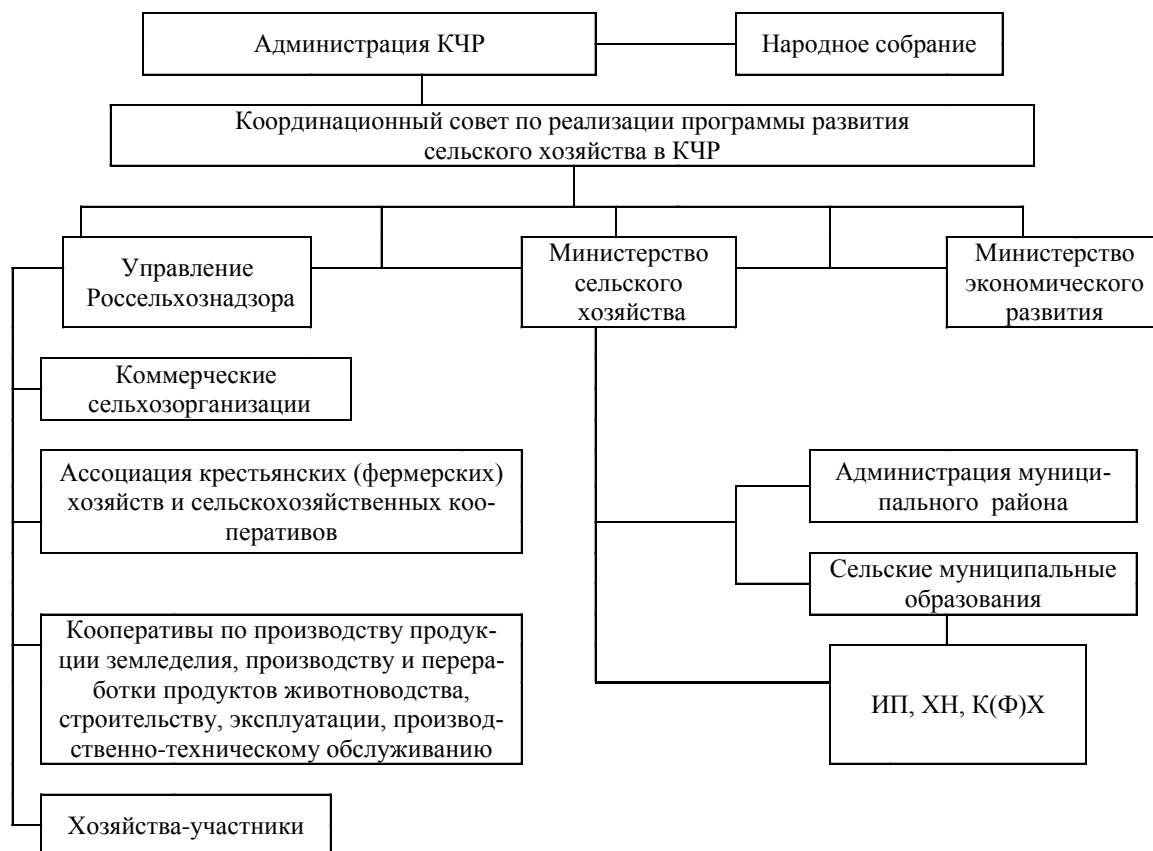 Администрация КЧР
Народное собрание
Координационный совет по реализации программы развития
сельского хозяйства в КЧР
Управление
Россельхознадзора
Министерство
сельского
хозяйства
Министерство
экономического
развития
Коммерческие
сельхозорганизации
Ассоциация крестьянских (фермерских)
хозяйств и сельскохозяйственных коо-
перативов
Администрация муници-
пального района
Сельские муниципальные
образования
Кооперативы по производству продук-
ции земледелия, производству и перера-
ботки продуктов животноводства,
строительству, эксплуатации, производ-
ственно-техническому обслуживанию
ИП, ХН, К(Ф)Х
Хозяйства-участники